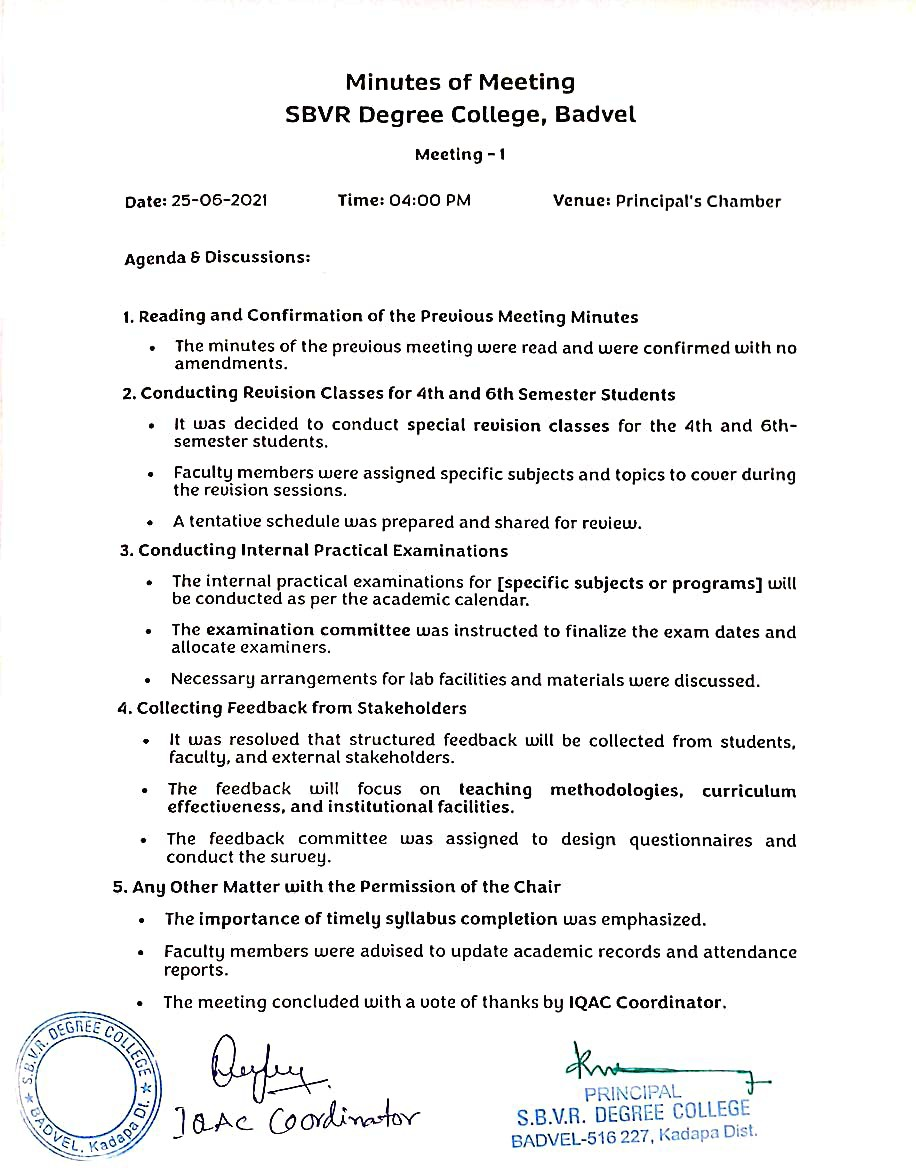 Minutes of Meeting
SBVR Degree College, Badvel
Meeting - 1
Date: 25-06-2021 Time: 04:00 PM Venue: Principal's Chamber
Agenda & Discussions:
1. Reading and Confirmation of the Previous Meeting Minutes
• The minutes of the previous meeting were read and were confirmed with no
amendments.
2. Conducting Revision Classes for 4th and 6th Semester Students
• It was decided to conduct special revision classes for the 4th and 6th-
semester students.
• Faculty members were assigned specific subjects and topics to cover during
the revision sessions.
• A tentative schedule was prepared and shared for review.
3. Conducting Internal Practical Examinations
• The internal practical examinations for [specific subjects or programs] will
be conducted as per the academic calendar.
• The examination committee was instructed to finalize the exam dates and
allocate examiners.
• Necessary arrangements for lab facilities and materials were discussed.
4. Collecting Feedback from Stakeholders
• It was resolved that structured feedback will be collected from students,
faculty, and external stakeholders.
• The feedback will focus on teaching methodologies, curriculum
effectiveness, and institutional facilities.
• The feedback committee was assigned to design questionnaires and
conduct the survey.
5. Any Other Matter with the Permission of the Chair
• The importance of timely syllabus completion was emphasized.
• Faculty members were advised to update academic records and attendance
reports.
• The meeting concluded with a vote of thanks by IQAC Coordinator.
S.B.V.R. DEGREE COLLEGE
★ BADVEL, Kadapa Dt. ★
IQAC Coordinator
PRINCIPAL
S.B.V.R. DEGREE COLLEGE
BADVEL-516 227, Kadapa Dist.